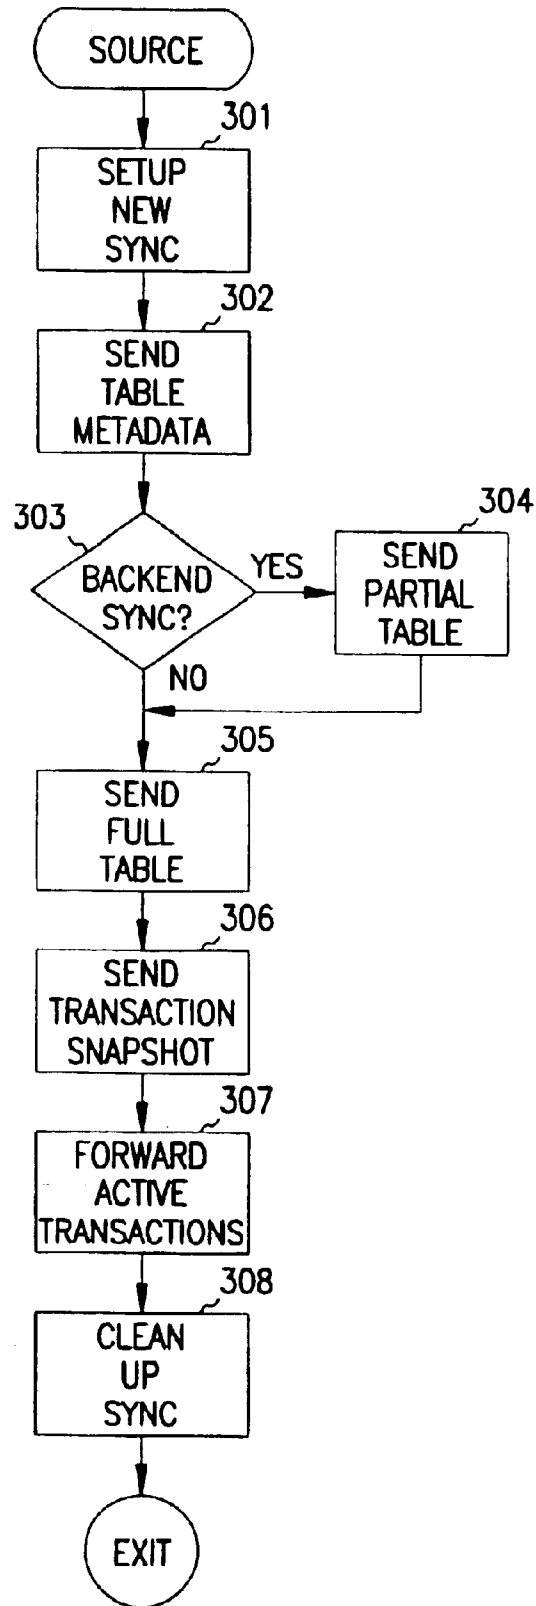 SOURCE
301
SETUP
NEW
SYNC
302
SEND
TABLE
METADATA
303
BACKEND
SYNC?
YES
304
SEND
PARTIAL
TABLE
NO
305
SEND
FULL
TABLE
306
SEND
TRANSACTION
SNAPSHOT
307
FORWARD
ACTIVE
TRANSACTIONS
308
CLEAN
UP
SYNC
EXIT